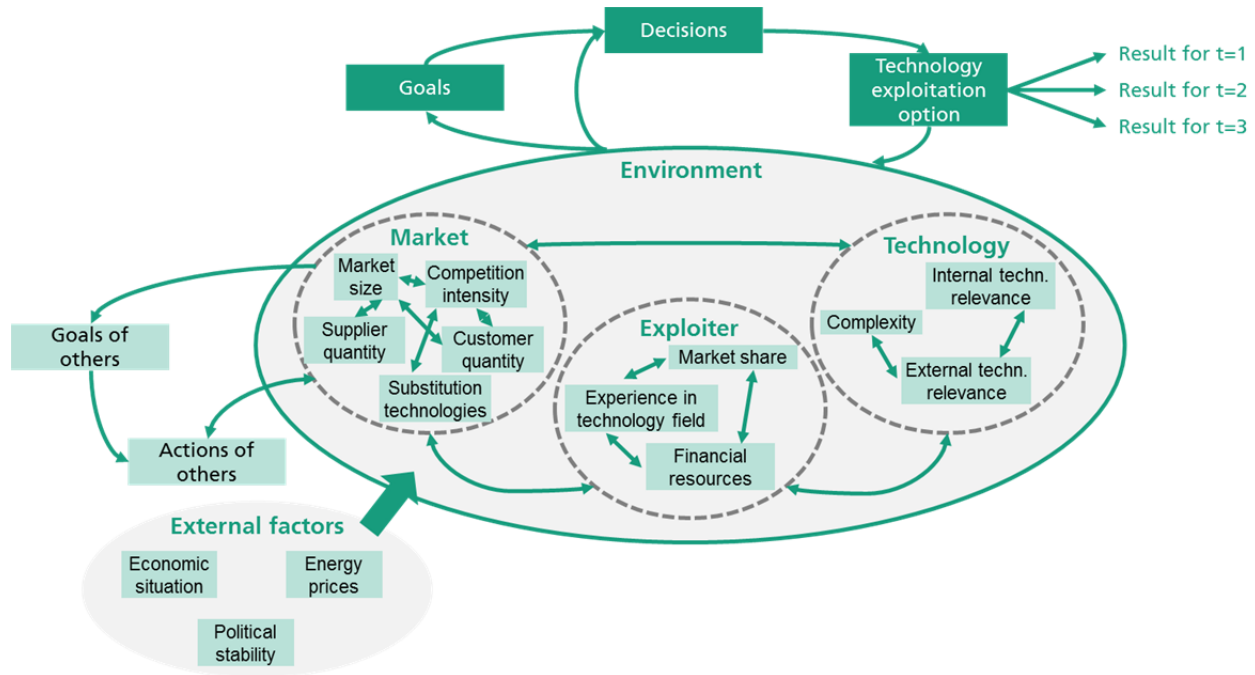 Decisions
Goals
Technology
exploitation
option
Result for t=1
Result for t=2
Result for t=3
Environment
Market
Market
size
Competition
intensity
Supplier
quantity
Customer
quantity
Substitution
technologies
Exploiter
Market share
Experience in
technology field
Financial
resources
Technology
Internal techn.
relevance
Complexity
External techn.
relevance
Goals of
others
Actions of
others
External factors
Economic
situation
Energy
prices
Political
stability